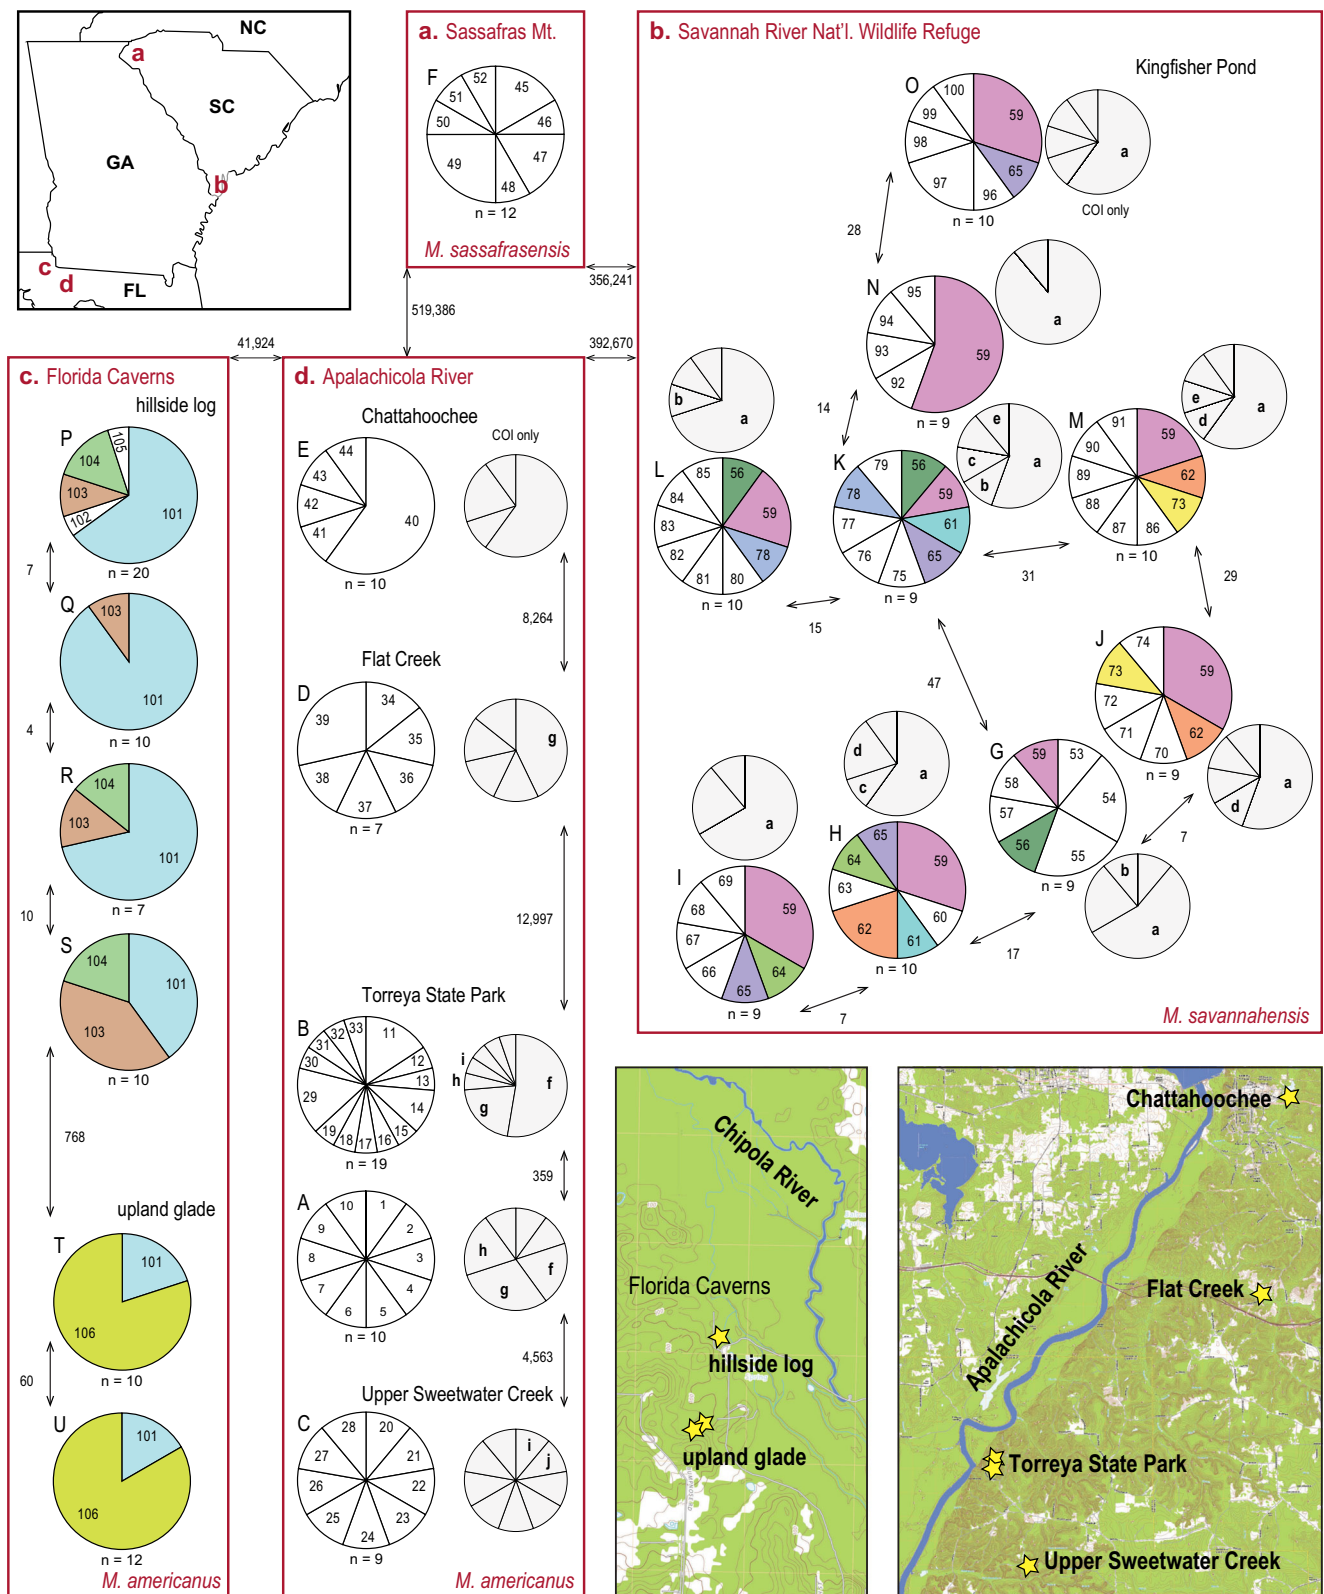 NC
a
SC
GA
b
c
d
FL
a. Sassafras Mt.
F
52
45
51
50
46
49
47
48
n = 12
M. sassafrasensis
519,386
356,241
392,670
41,924
b. Savannah River Nat'l. Wildlife Refuge
Kingfisher Pond
O
100
59
99
98
65
97
96
n = 10
a
COI only
28
N
95
94
59
93
92
n = 9
a
14
b
a
L
85
56
84
59
83
82
78
81
80
n = 10
15
K
79
56
78
59
77
61
76
65
75
n = 9
e
c
a
b
31
M
91
59
90
89
62
88
73
87
86
n = 10
e
a
d
29
47
J
74
59
73
72
71
62
70
n = 9
a
d
7
G
59
53
58
54
57
56
55
n = 9
b
a
17
d
a
c
H
65
59
64
63
60
62
61
n = 10
7
a
I
69
59
68
67
64
66
65
n = 9
M. savannahensis
c. Florida Caverns
hillside log
P
105
104
103
102
101
n = 20
7
Q
103
101
n = 10
4
R
104
103
101
n = 7
10
S
104
101
103
n = 10
768
upland glade
T
101
106
n = 10
60
U
101
106
n = 12
M. americanus
d. Apalachicola River
Chattahoochee
E
44
43
42
40
41
n = 10
COI only
8,264
Flat Creek
D
34
39
35
38
36
37
n = 7
g
12,997
Torreya State Park
B
33
32
31
30
11
12
13
29
14
19
18
17
16
15
n = 19
i
h
f
g
359
A
10
1
9
2
8
3
7
4
6
5
n = 10
h
f
g
4,563
Upper Sweetwater Creek
C
28
20
27
21
26
22
25
23
24
n = 9
i
j
M. americanus
Chipola River
Florida Caverns
hillside log
upland glade
Chattahoochee
Apalachicola River
Flat Creek
Torreya State Park
Upper Sweetwater Creek